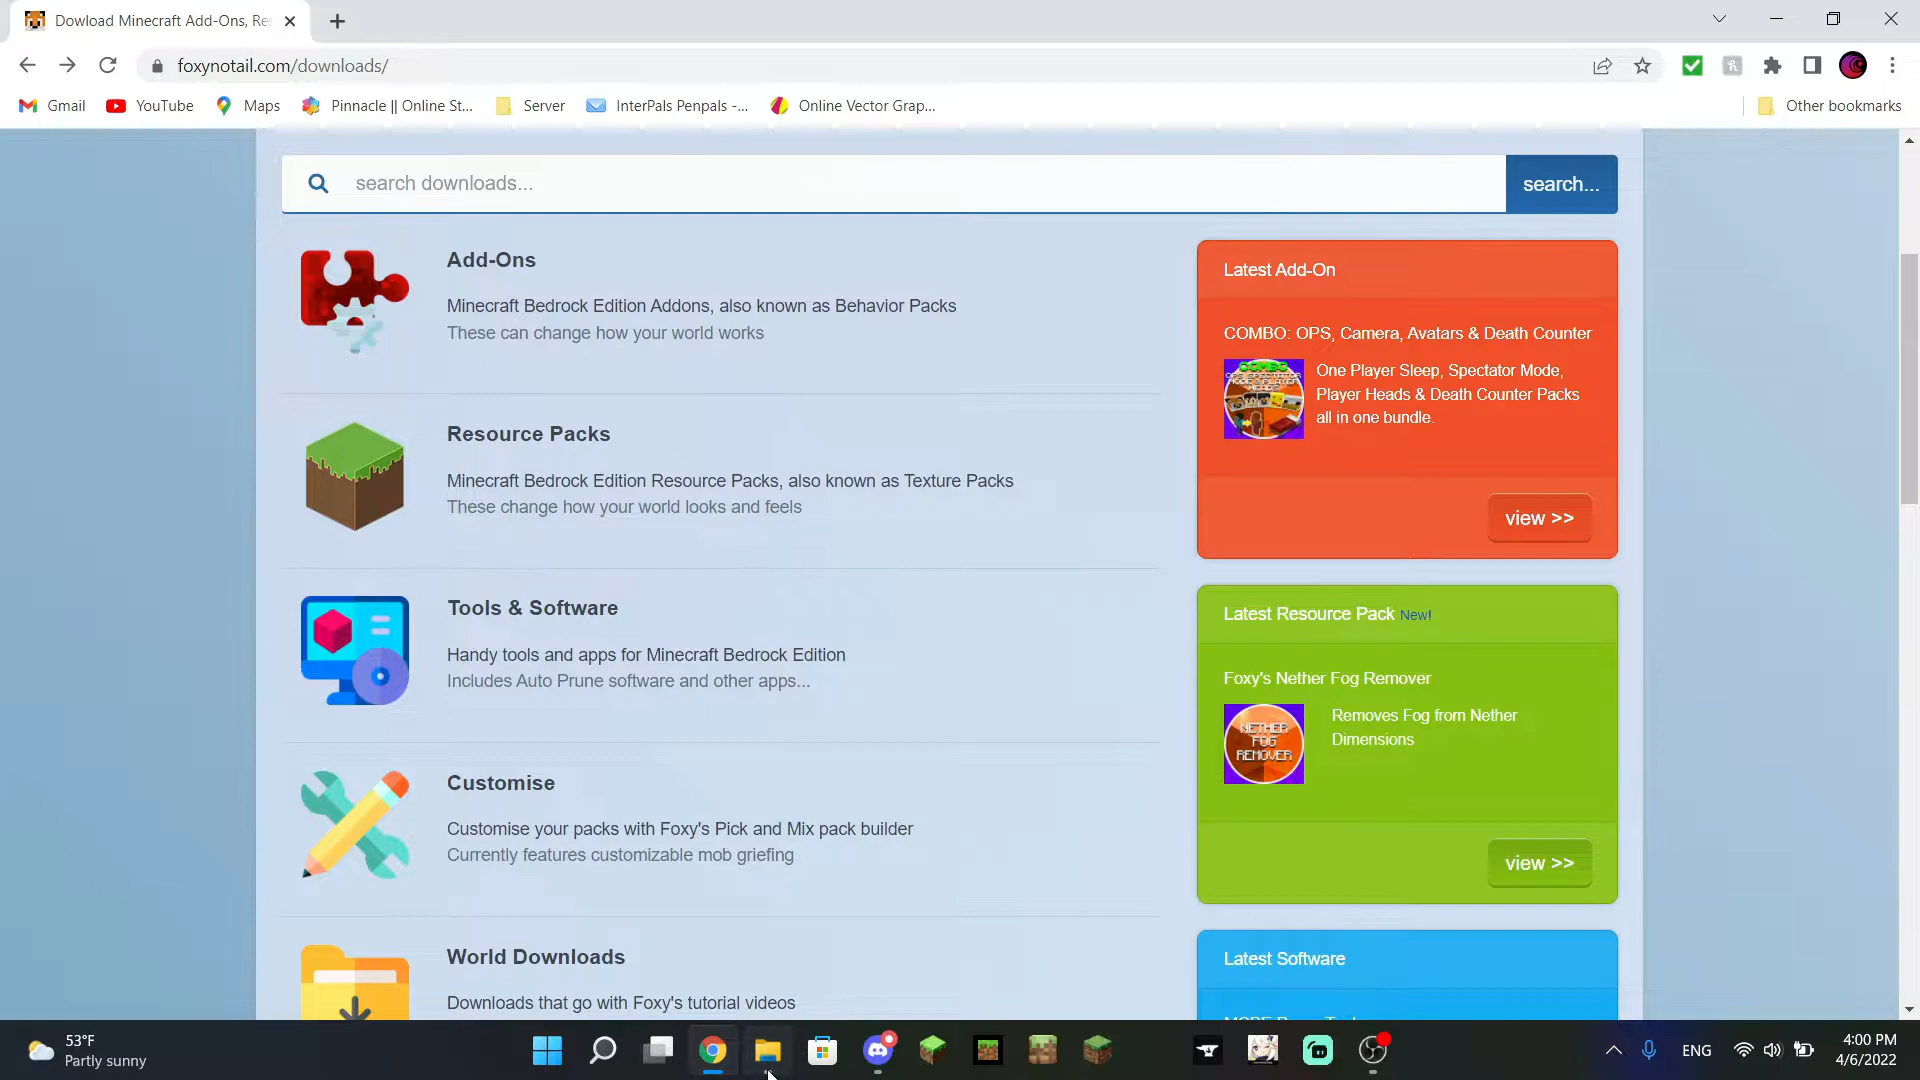 Dowload Minecraft Add-Ons, Res
foxynotail.com/downloads/
Gmail
YouTube
Maps
Pinnacle || Online St...
Server
InterPals Penpals -...
Online Vector Grap...
Other bookmarks
search downloads...
search...
Add-Ons
Minecraft Bedrock Edition Addons, also known as Behavior Packs
These can change how your world works
Resource Packs
Minecraft Bedrock Edition Resource Packs, also known as Texture Packs
These change how your world looks and feels
Tools & Software
Handy tools and apps for Minecraft Bedrock Edition
Includes Auto Prune software and other apps...
Customise
Customise your packs with Foxy's Pick and Mix pack builder
Currently features customizable mob griefing
World Downloads
Downloads that go with Foxy's tutorial videos
Latest Add-On
COMBO: OPS, Camera, Avatars & Death Counter
COMBO
One Player Sleep, Spectator Mode,
Player Heads & Death Counter Packs
all in one bundle.
view >>
Latest Resource Pack New!
Foxy's Nether Fog Remover
NETHER
FOG
REMOVER
Removes Fog from Nether
Dimensions
view >>
Latest Software
53°F
Partly sunny
ENG
4:00 PM
4/6/2022